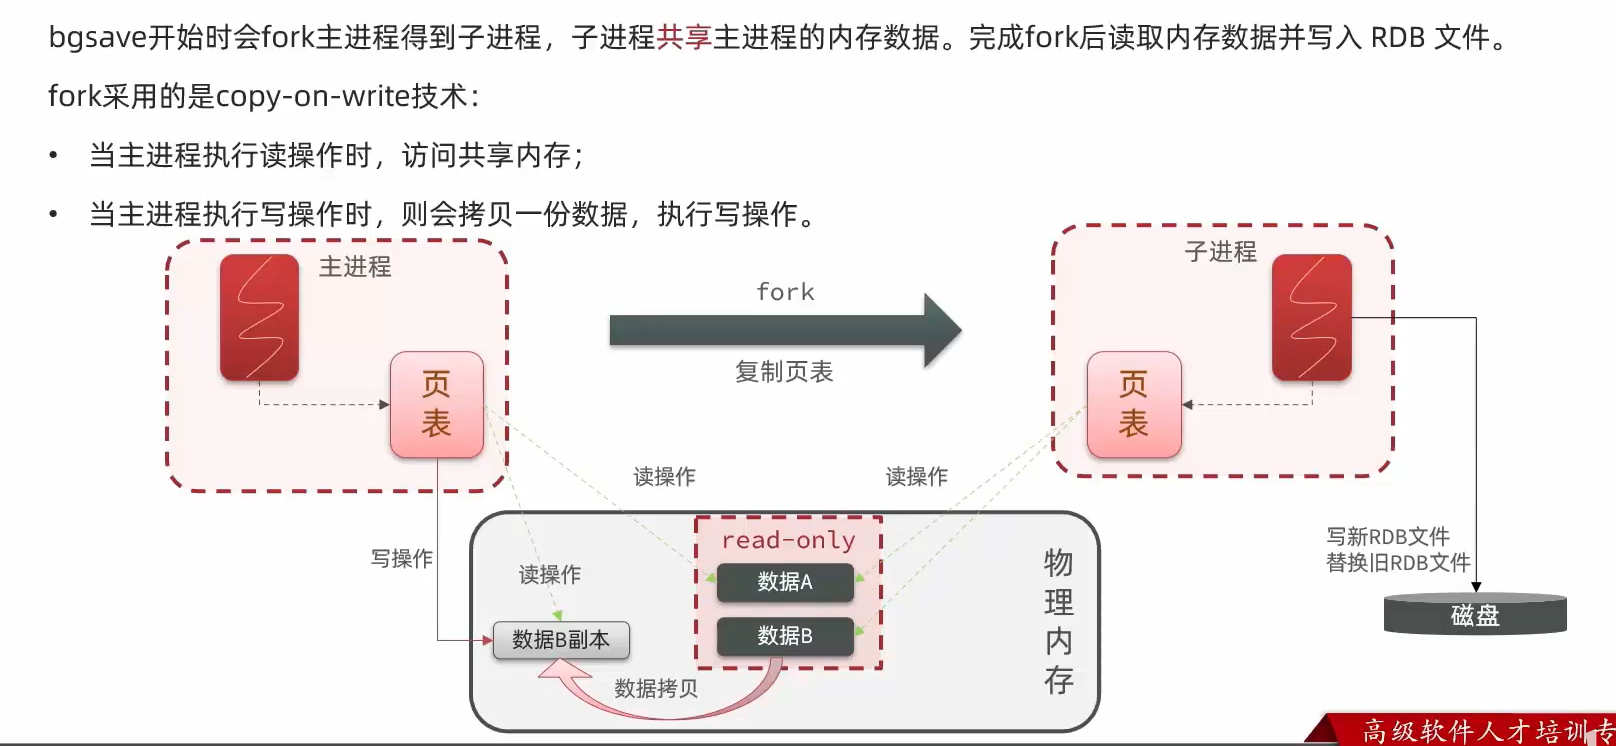 bgsave开始时会fork主进程得到子进程，子进程共享主进程的内存数据。完成fork后读取内存数据并写入 RDB 文件。
fork采用的是copy-on-write技术：
• 当主进程执行读操作时，访问共享内存；
• 当主进程执行写操作时，则会拷贝一份数据，执行写操作。
主进程
页表
fork
复制页表
子进程
页表
读操作
读操作
写操作
读操作
read-only
数据A
数据B
数据B副本
数据拷贝
物理内存
写新RDB文件
替换旧RDB文件
磁盘
高级软件人才培训专